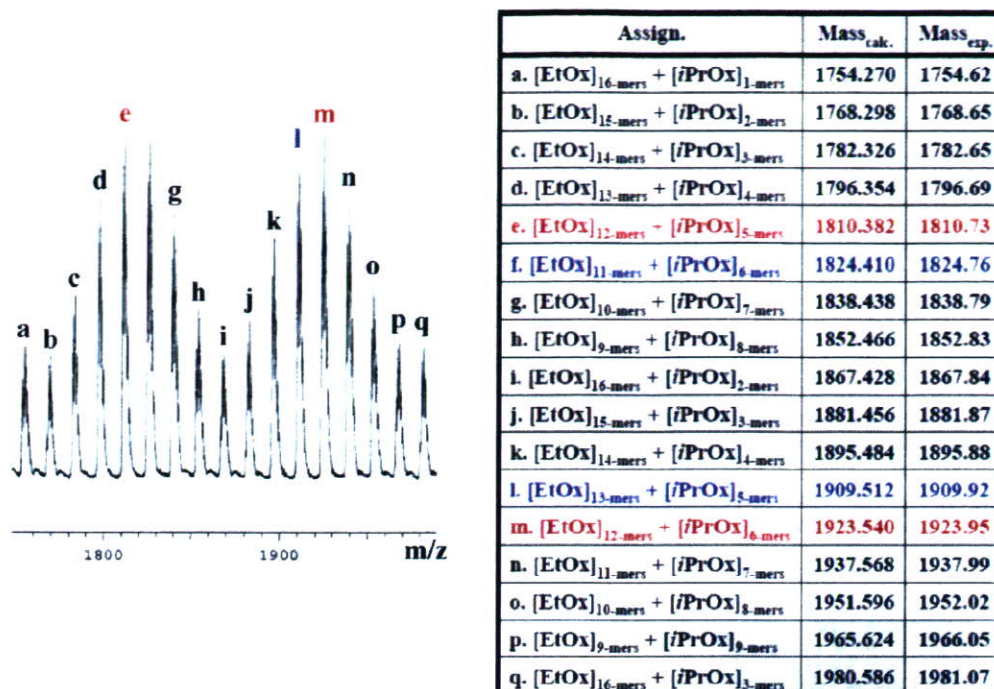 e
m
l
d
n
g
k
c
o
h
j
a
b
i
p
q
1800
1900
m/z
Assign. Mass calc. Mass exp.
a. [EtOx]16-mers + [iPrOx]1-mers 1754.270 1754.62
b. [EtOx]15-mers + [iPrOx]2-mers 1768.298 1768.65
c. [EtOx]14-mers + [iPrOx]3-mers 1782.326 1782.65
d. [EtOx]13-mers + [iPrOx]4-mers 1796.354 1796.69
e. [EtOx]12-mers + [iPrOx]5-mers 1810.382 1810.73
f. [EtOx]11-mers + [iPrOx]6-mers 1824.410 1824.76
g. [EtOx]10-mers + [iPrOx]7-mers 1838.438 1838.79
h. [EtOx]9-mers + [iPrOx]8-mers 1852.466 1852.83
i. [EtOx]16-mers + [iPrOx]2-mers 1867.428 1867.84
j. [EtOx]15-mers + [iPrOx]3-mers 1881.456 1881.87
k. [EtOx]14-mers + [iPrOx]4-mers 1895.484 1895.88
l. [EtOx]13-mers + [iPrOx]5-mers 1909.512 1909.92
m. [EtOx]12-mers + [iPrOx]6-mers 1923.540 1923.95
n. [EtOx]11-mers + [iPrOx]7-mers 1937.568 1937.99
o. [EtOx]10-mers + [iPrOx]8-mers 1951.596 1952.02
p. [EtOx]9-mers + [iPrOx]9-mers 1965.624 1966.05
q. [EtOx]16-mers + [iPrOx]3-mers 1980.586 1981.07